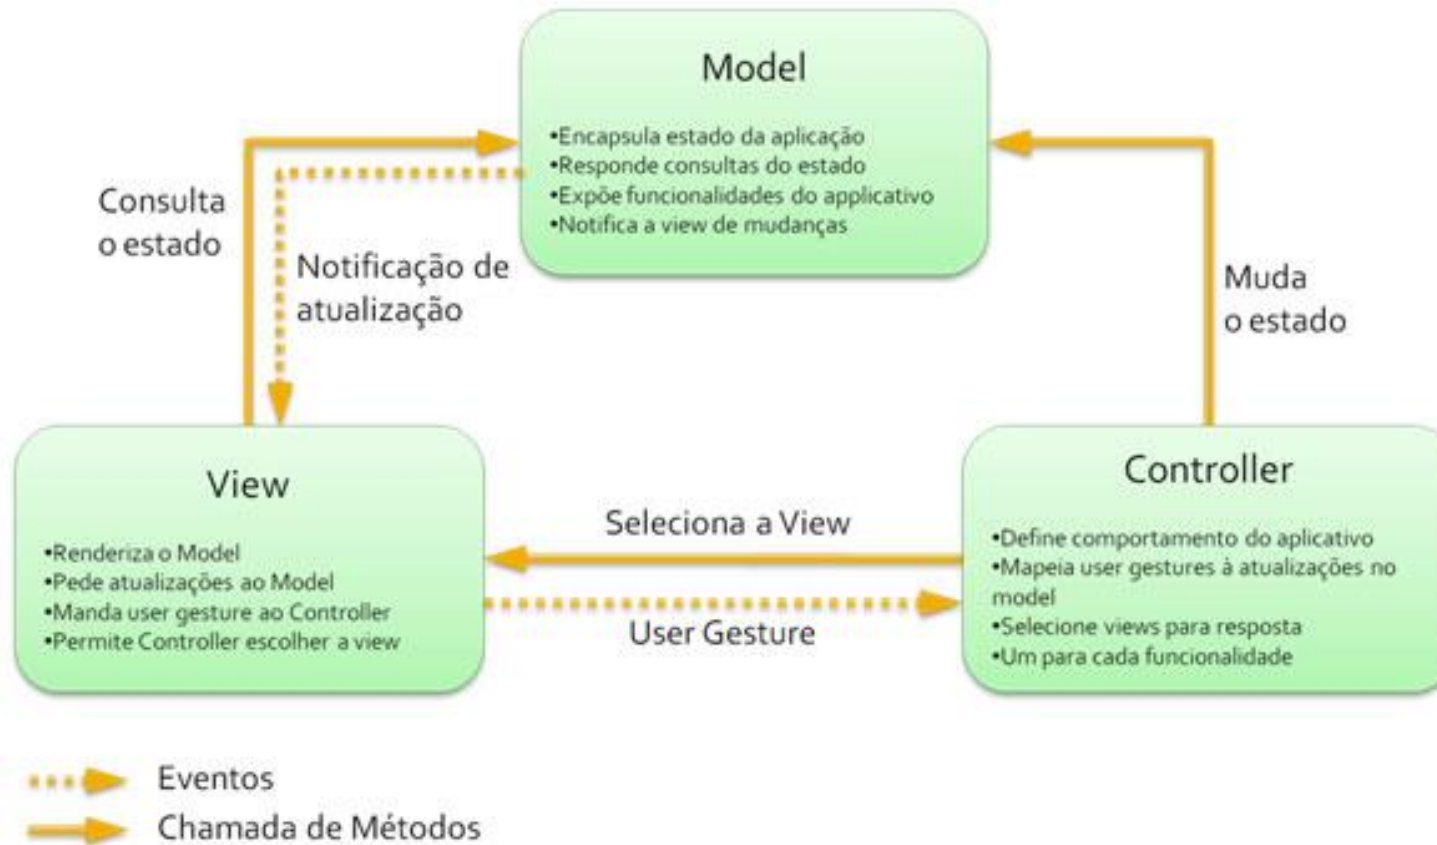 Model
•Encapsula estado da aplicação
•Responde consultas do estado
•Expõe funcionalidades do applicativo
•Notifica a view de mudanças
Consulta
o estado
Notificação de
atualização
Muda
o estado
View
•Renderiza o Model
•Pede atualizações ao Model
•Manda user gesture ao Controller
•Permite Controller escolher a view
Seleciona a View
User Gesture
Controller
•Define comportamento do aplicativo
•Mapeia user gestures à atualizações no
model
•Selecione views para resposta
•Um para cada funcionalidade
Eventos
Chamada de Métodos